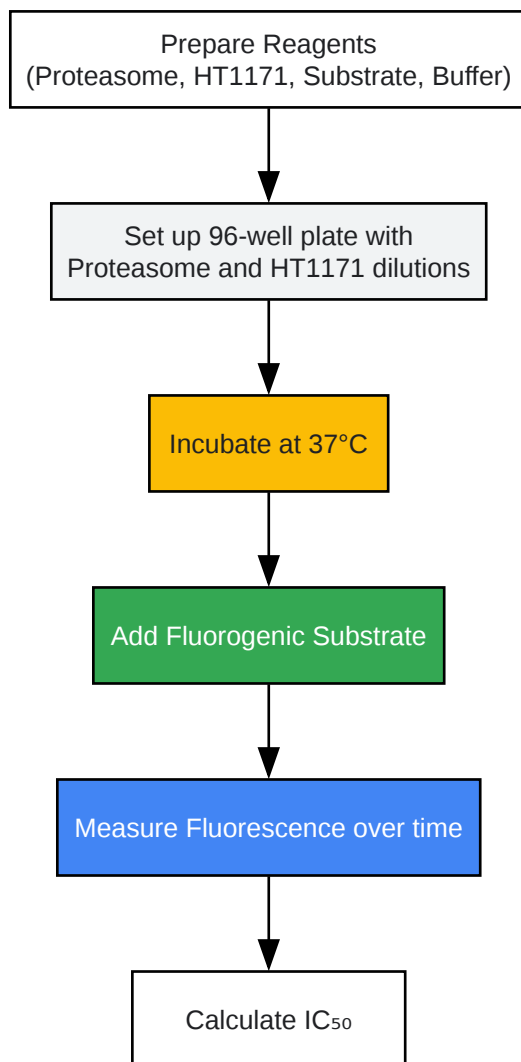 Prepare Reagents
(Proteasome, HT1171, Substrate, Buffer)
Set up 96-well plate with
Proteasome and HT1171 dilutions
Incubate at 37°C
Add Fluorogenic Substrate
Measure Fluorescence over time
Calculate IC₅₀